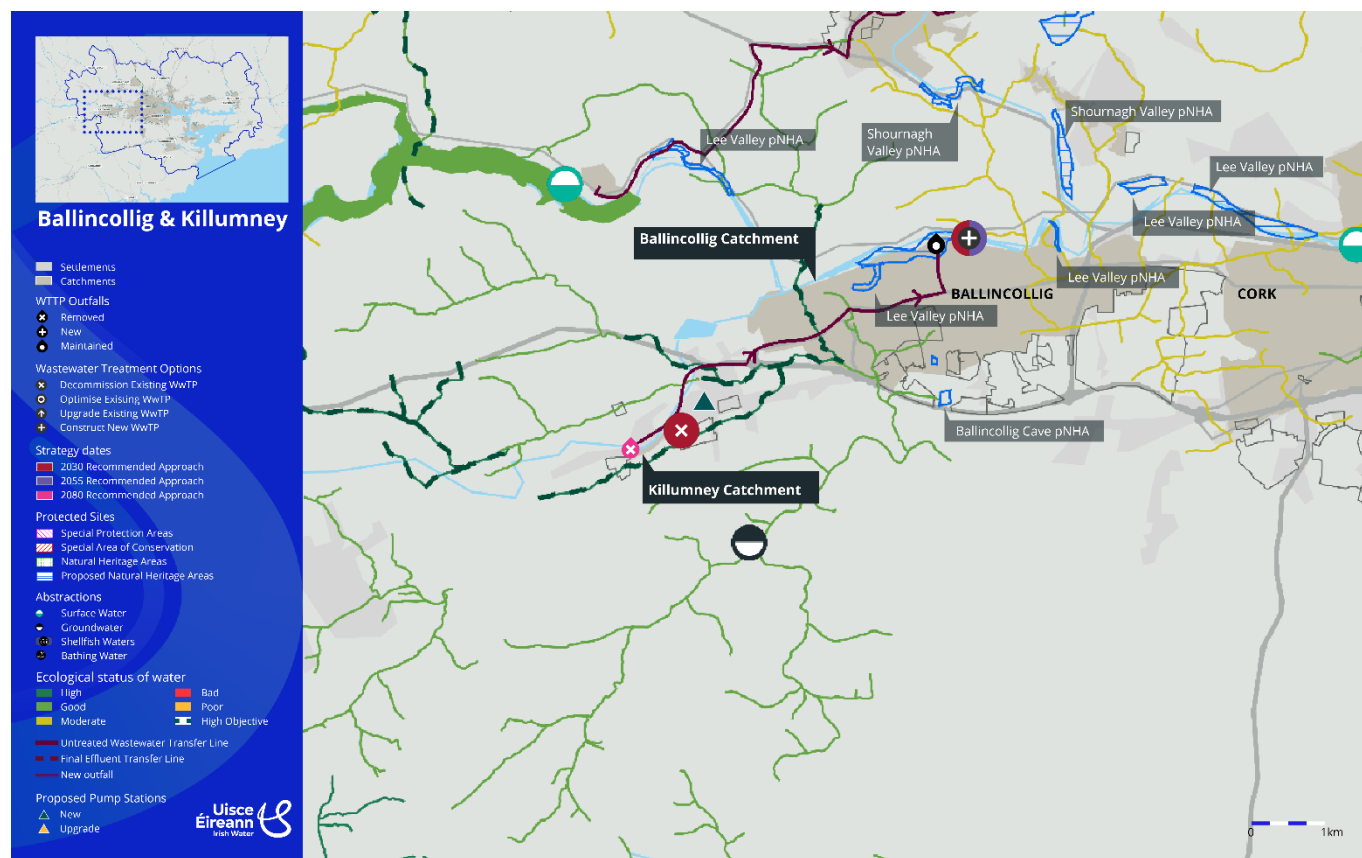 Ballincollig & Killumney
Settlements
Catchments
WTTP Outfalls
Removed
New
Maintained
Wastewater Treatment Options
Decommission Existing WwTP
Optimise Existing WwTP
Upgrade Existing WwTP
Construct New WwTP
Strategy dates
2030 Recommended Approach
2055 Recommended Approach
2080 Recommended Approach
Protected Sites
Special Protection Areas
Special Area of Conservation
Natural Heritage Areas
Proposed Natural Heritage Areas
Abstractions
Surface Water
Groundwater
Shellfish Waters
Bathing Water
Ecological status of water
High
Bad
Good
Poor
Moderate
High Objective
Untreated Wastewater Transfer Line
Final Effluent Transfer Line
New outfall
Proposed Pump Stations
New
Upgrade
Uisce
Éireann
Irish Water
Lee Valley pNHA
Shournagh
Valley pNHA
Shournagh Valley pNHA
Lee Valley pNHA
Lee Valley pNHA
Ballincollig Catchment
Lee Valley pNHA
BALLINCOLLIG
CORK
Lee Valley pNHA
Ballincollig Cave pNHA
Killumney Catchment
0
1km